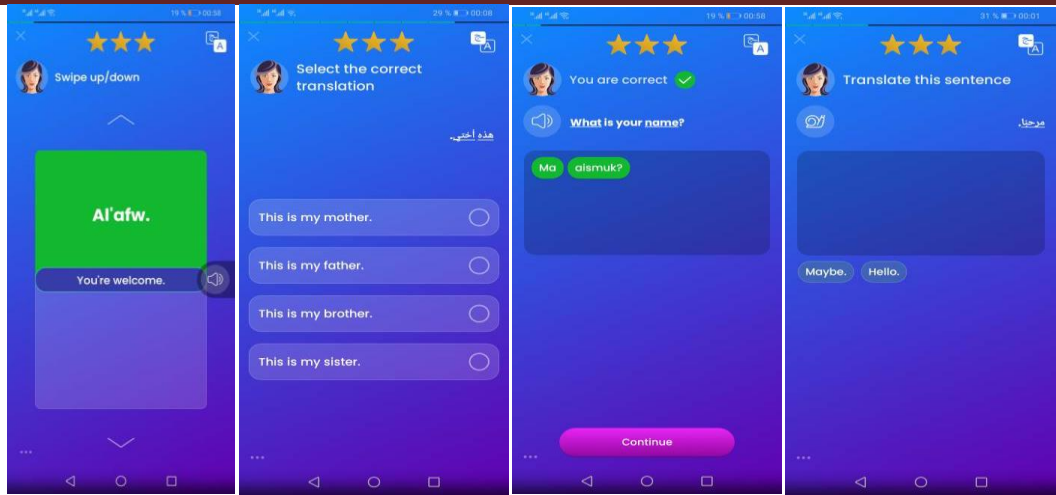 19 % 00:58
Swipe up/down
Al'afw.
You're welcome.
29 % 00:08
Select the correct
translation
هذه أختي.
This is my mother.
This is my father.
This is my brother.
This is my sister.
19 % 00:58
You are correct
What is your name?
Ma aismuk?
Continue
31 % 00:01
Translate this sentence
مرحبًا.
Maybe. Hello.